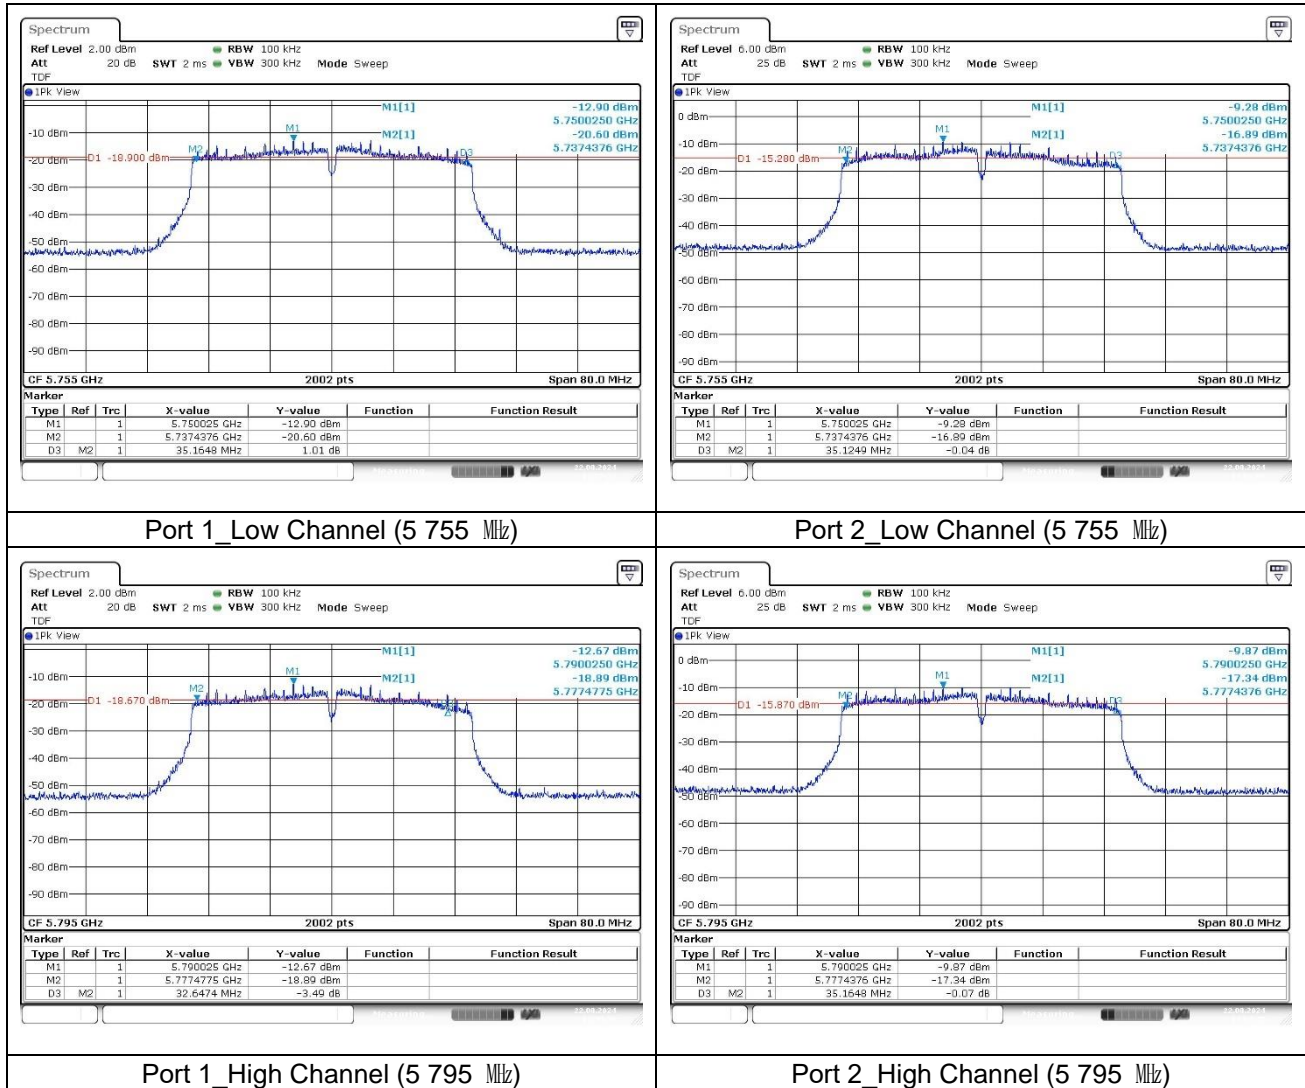 Spectrum
Ref Level 2.00 dBm RBW 100 kHz
Att 20 dB SWT 2 ms VBW 300 kHz Mode Sweep
TDF
1Pk View
M1[1] -12.90 dBm
5.7500250 GHz
M2[1] -20.60 dBm
5.7374376 GHz
M1
M2
D3
D1 -18.900 dBm
-10 dBm
-20 dBm
-30 dBm
-40 dBm
-50 dBm
-60 dBm
-70 dBm
-80 dBm
-90 dBm
CF 5.755 GHz 2002 pts Span 80.0 MHz
Marker
Type Ref Trc X-value Y-value Function Function Result
M1 1 5.750025 GHz -12.90 dBm
M2 1 5.7374376 GHz -20.60 dBm
D3 M2 1 35.1648 MHz 1.01 dB
Port 1_Low Channel (5 755 ㎒)
Spectrum
Ref Level 6.00 dBm RBW 100 kHz
Att 25 dB SWT 2 ms VBW 300 kHz Mode Sweep
TDF
1Pk View
M1[1] -9.28 dBm
5.7500250 GHz
M2[1] -16.89 dBm
5.7374376 GHz
M1
M2
D3
D1 -15.280 dBm
0 dBm
-10 dBm
-20 dBm
-30 dBm
-40 dBm
-50 dBm
-60 dBm
-70 dBm
-80 dBm
-90 dBm
CF 5.755 GHz 2002 pts Span 80.0 MHz
Marker
Type Ref Trc X-value Y-value Function Function Result
M1 1 5.750025 GHz -9.28 dBm
M2 1 5.7374376 GHz -16.89 dBm
D3 M2 1 35.1249 MHz -0.04 dB
Port 2_Low Channel (5 755 ㎒)
Spectrum
Ref Level 2.00 dBm RBW 100 kHz
Att 20 dB SWT 2 ms VBW 300 kHz Mode Sweep
TDF
1Pk View
M1[1] -12.67 dBm
5.7900250 GHz
M2[1] -18.89 dBm
5.7774775 GHz
M1
M2
D1 -18.670 dBm
-10 dBm
-20 dBm
-30 dBm
-40 dBm
-50 dBm
-60 dBm
-70 dBm
-80 dBm
-90 dBm
CF 5.795 GHz 2002 pts Span 80.0 MHz
Marker
Type Ref Trc X-value Y-value Function Function Result
M1 1 5.790025 GHz -12.67 dBm
M2 1 5.7774775 GHz -18.89 dBm
D3 M2 1 32.6474 MHz -3.49 dB
Port 1_High Channel (5 795 ㎒)
Spectrum
Ref Level 6.00 dBm RBW 100 kHz
Att 25 dB SWT 2 ms VBW 300 kHz Mode Sweep
TDF
1Pk View
M1[1] -9.87 dBm
5.7900250 GHz
M2[1] -17.34 dBm
5.7774376 GHz
M1
M2
D3
D1 -15.870 dBm
0 dBm
-10 dBm
-20 dBm
-30 dBm
-40 dBm
-50 dBm
-60 dBm
-70 dBm
-80 dBm
-90 dBm
CF 5.795 GHz 2002 pts Span 80.0 MHz
Marker
Type Ref Trc X-value Y-value Function Function Result
M1 1 5.790025 GHz -9.87 dBm
M2 1 5.7774376 GHz -17.34 dBm
D3 M2 1 35.1648 MHz -0.07 dB
Port 2_High Channel (5 795 ㎒)